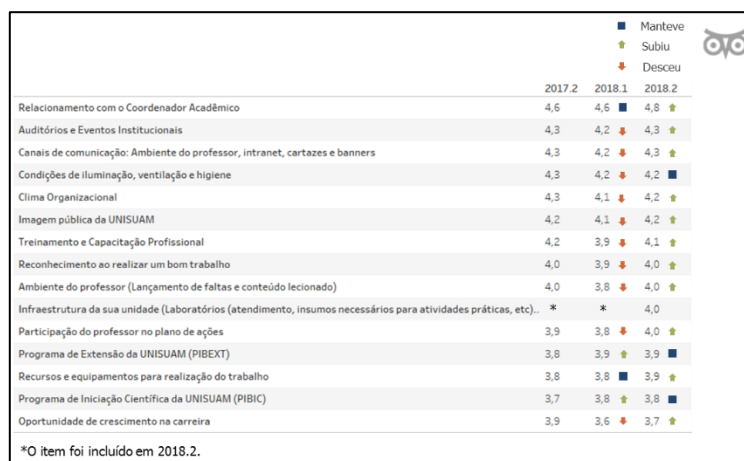 Manteve
Subiu
Desceu
2017.2 2018.1 2018.2
Relacionamento com o Coordenador Acadêmico 4,6 4,6 4,8
Auditórios e Eventos Institucionais 4,3 4,2 4,3
Canais de comunicação: Ambiente do professor, intranet, cartazes e banners 4,3 4,2 4,3
Condições de iluminação, ventilação e higiene 4,3 4,2 4,2
Clima Organizacional 4,3 4,1 4,2
Imagem pública da UNISUAM 4,2 4,1 4,2
Treinamento e Capacitação Profissional 4,2 3,9 4,1
Reconhecimento ao realizar um bom trabalho 4,0 3,9 4,0
Ambiente do professor (Lançamento de faltas e conteúdo lecionado) 4,0 3,8 4,0
Infraestrutura da sua unidade (Laboratórios (atendimento, insumos necessários para atividades práticas, etc).. * * 4,0
Participação do professor no plano de ações 3,9 3,8 4,0
Programa de Extensão da UNISUAM (PIBEXT) 3,8 3,9 3,9
Recursos e equipamentos para realização do trabalho 3,8 3,8 3,9
Programa de Iniciação Científica da UNISUAM (PIBIC) 3,7 3,8 3,8
Oportunidade de crescimento na carreira 3,9 3,6 3,7
*O item foi incluído em 2018.2.